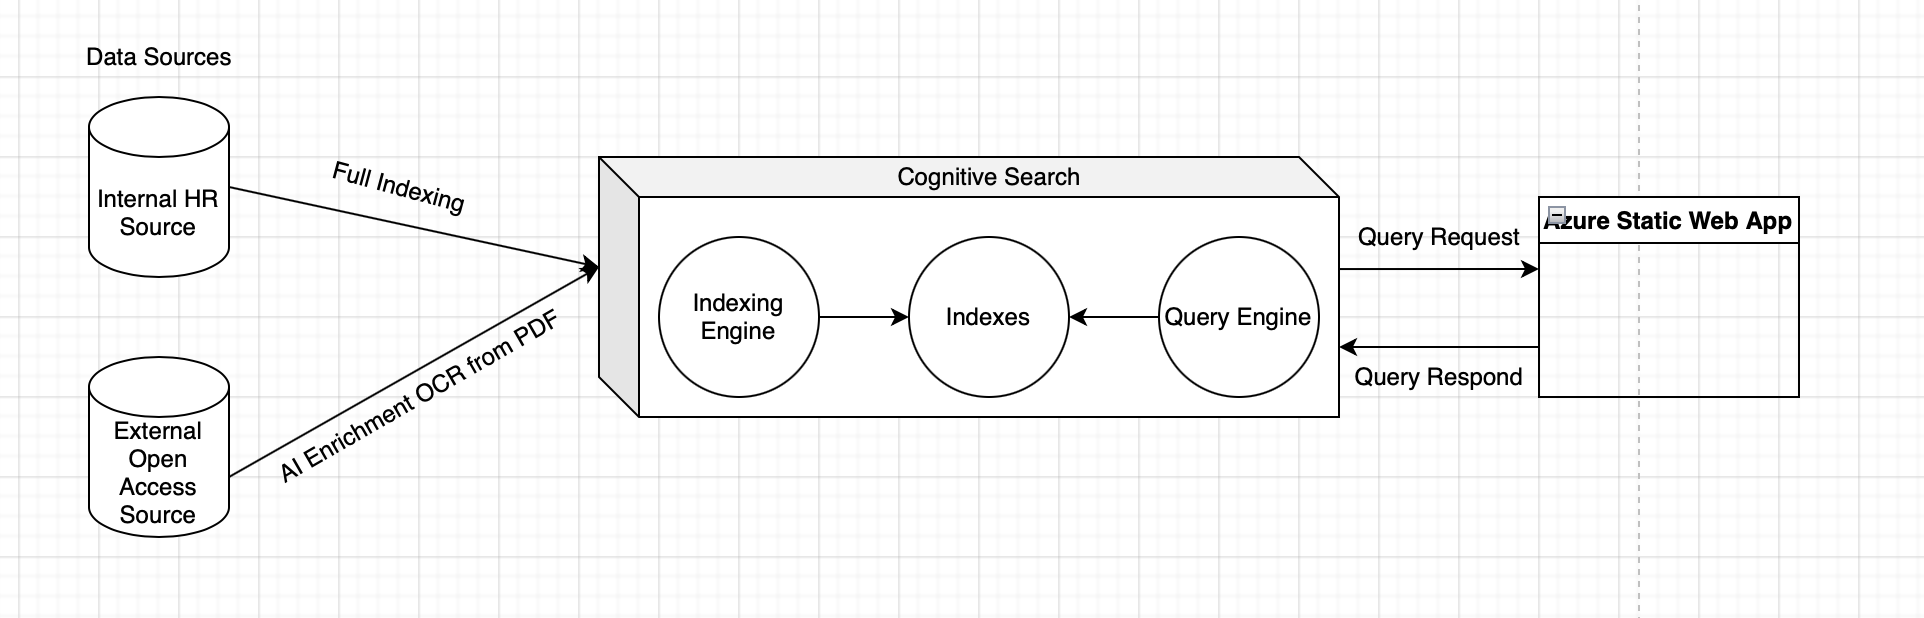 Data Sources
Internal HR
Source
Full Indexing
External
Open
Access
Source
AI Enrichment OCR from PDF
Cognitive Search
Indexing
Engine
Indexes
Query Engine
Query Request
Query Respond
Azure Static Web App